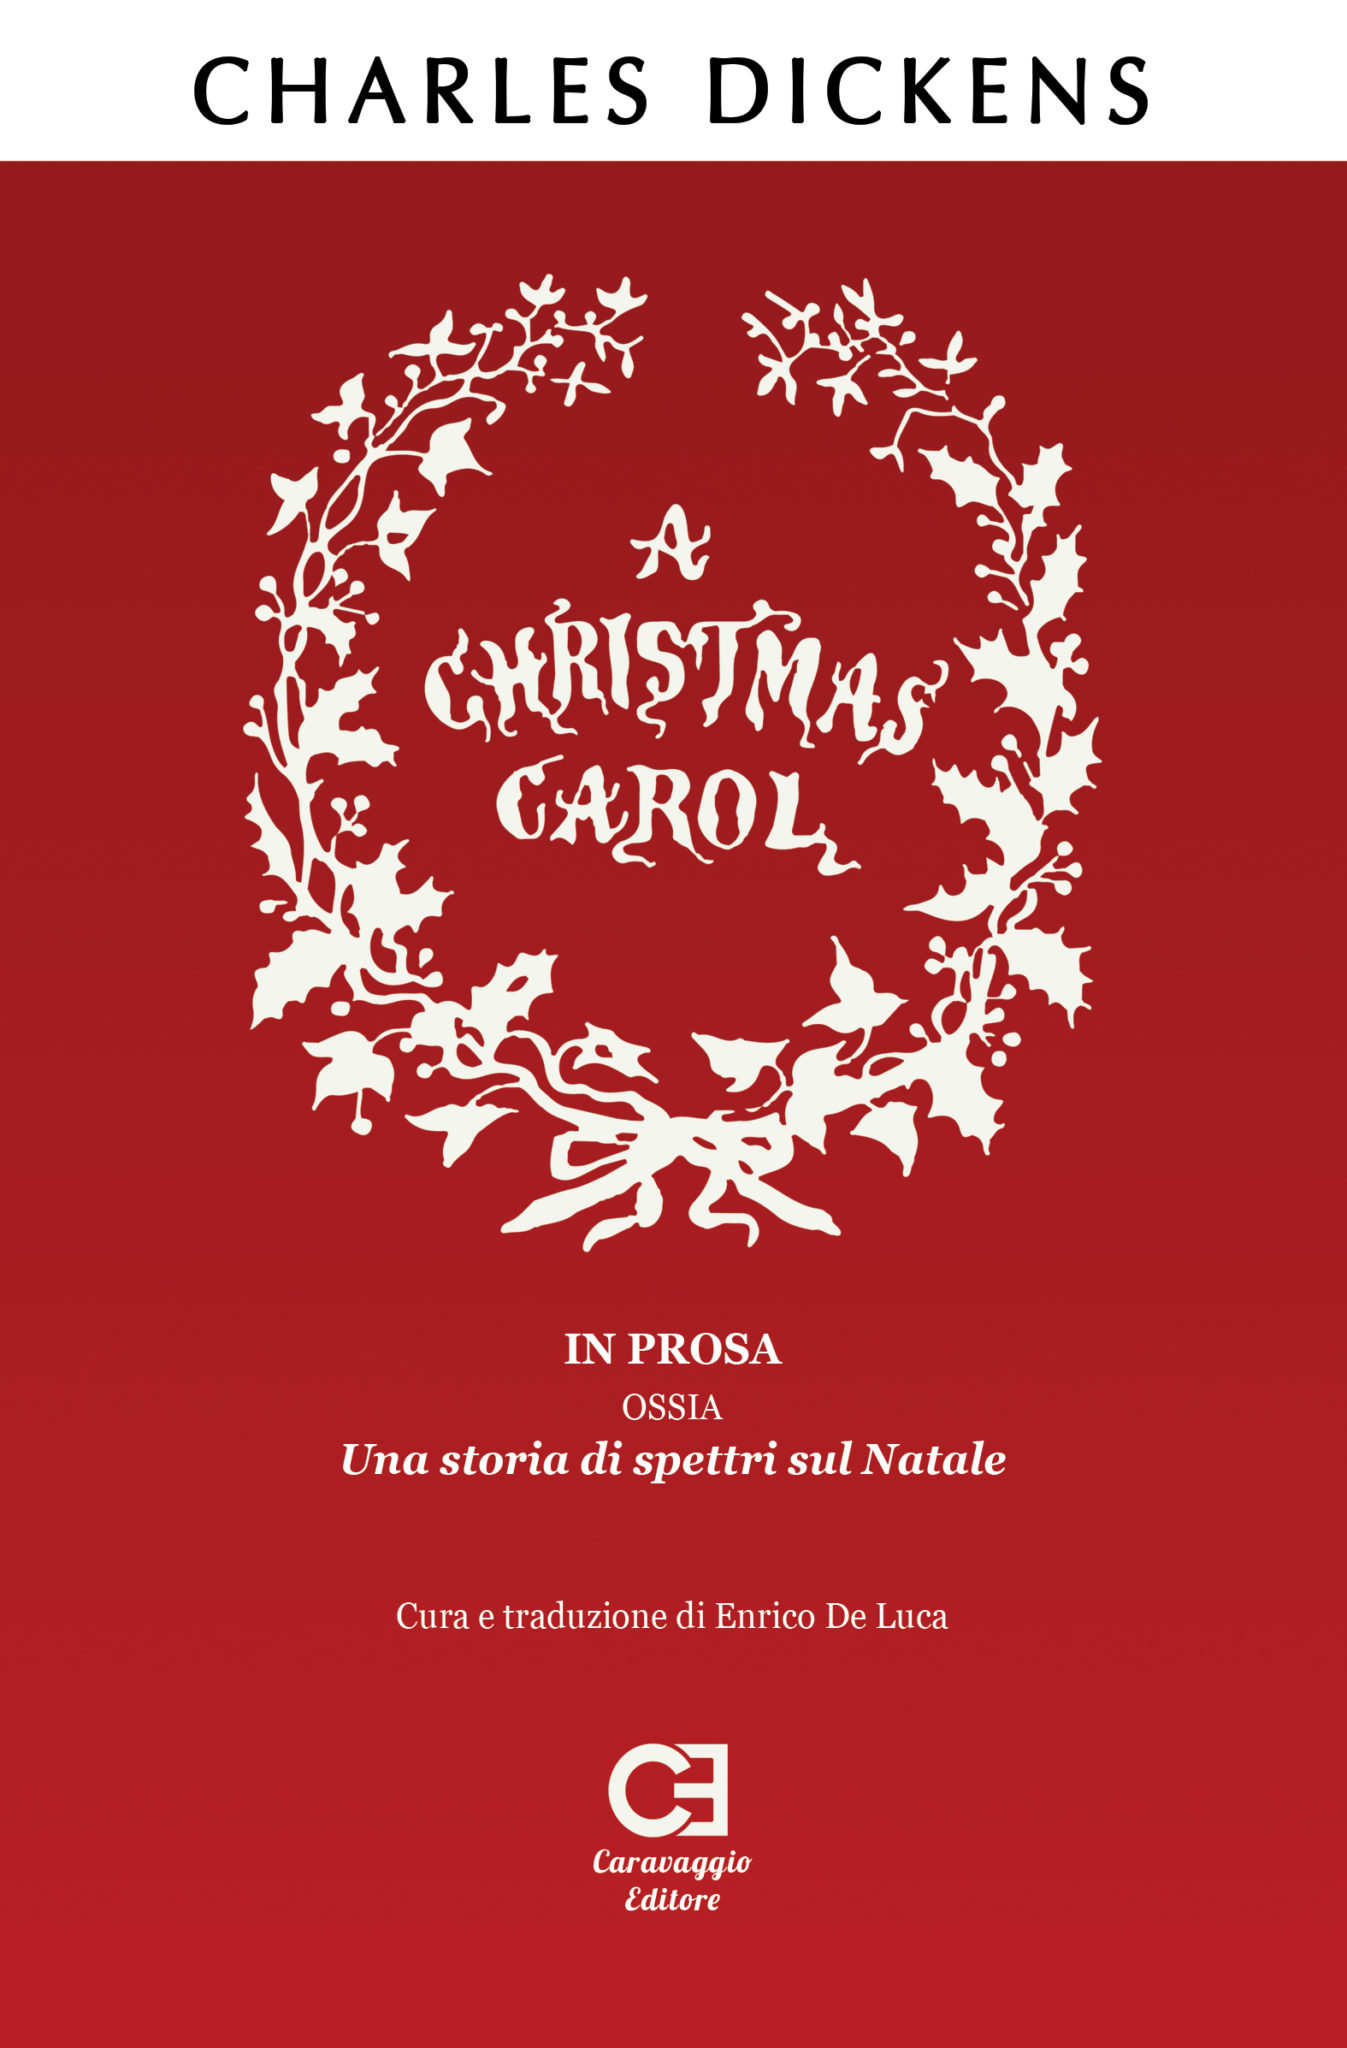 CHARLES DICKENS
A
CHRISTMAS
CAROL
IN PROSA
OSSIA
Una storia di spettri sul Natale
Cura e traduzione di Enrico De Luca
CE
Caravaggio
Editore